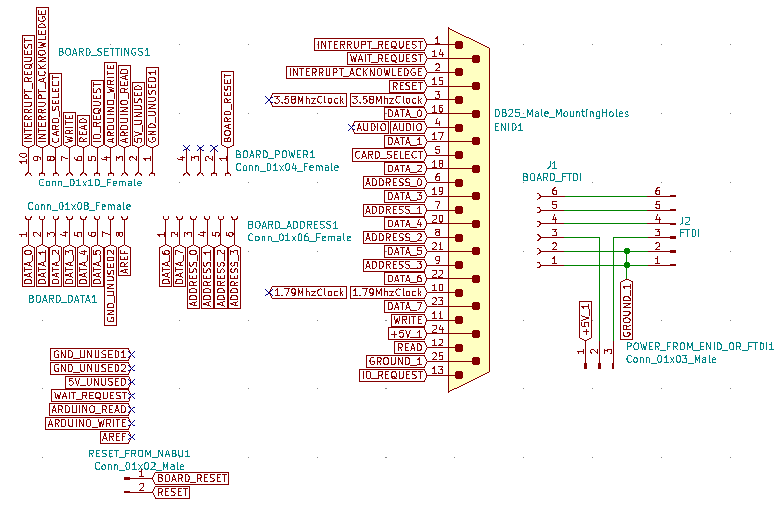 INTERRUPT_REQUEST
INTERRUPT_ACKNOWLEDGE
CARD_SELECT
WRITE
READ
IO_REQUEST
ARDUINO_WRITE
ARDUINO_READ
5V_UNUSED
GND_UNUSED1
10 9 8 7 6 5 4 3 2 1
BOARD_SETTINGS1
Conn_01x10_Female
BOARD_RESET
4 3 2 1
BOARD_POWER1
Conn_01x04_Female
Conn_01x08_Female
1 2 3 4 5 6 7 8
DATA_0
DATA_1
DATA_2
DATA_3
DATA_4
DATA_5
GND_UNUSED2
AREF
BOARD_DATA1
1 2 3 4 5 6
DATA_6
DATA_7
ADDRESS_0
ADDRESS_1
ADDRESS_2
ADDRESS_3
BOARD_ADDRESS1
Conn_01x06_Female
INTERRUPT_REQUEST 1
WAIT_REQUEST 14
INTERRUPT_ACKNOWLEDGE 2
RESET 15
3.58MhzClock 3.58MhzClock 3
DATA_0 16
AUDIO AUDIO 4
DATA_1 17
CARD_SELECT 5
DATA_2 18
ADDRESS_0 6
DATA_3 19
ADDRESS_1 7
DATA_4 20
ADDRESS_2 8
DATA_5 21
ADDRESS_3 9
DATA_6 22
1.79MhzClock 1.79MhzClock 10
DATA_7 23
WRITE 11
+5V_1 24
READ 12
GROUND_1 25
IO_REQUEST 13
DB25_Male_MountingHoles
ENID1
J1
BOARD_FTDI
6 6
5 5
4 4
3 3
2 2
1 1
J2
FTDI
+5V_1
GROUND_1
1 2 3
POWER_FROM_ENID_OR_FTDI1
Conn_01x03_Male
GND_UNUSED1
GND_UNUSED2
5V_UNUSED
WAIT_REQUEST
ARDUINO_READ
ARDUINO_WRITE
AREF
RESET_FROM_NABU1
Conn_01x02_Male
1 BOARD_RESET
2 RESET